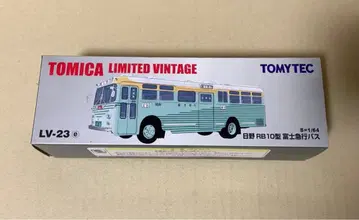 TOMICA LIMITED VINTAGE
TOMYTEC
S=1/64
LV-23 e
日野 RB10型 富士急行バス